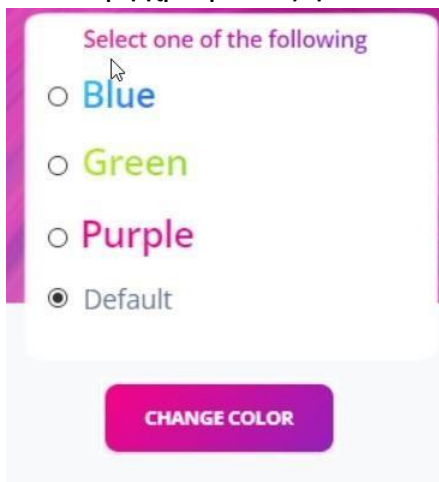 Select one of the following
Blue
Green
Purple
Default
CHANGE COLOR